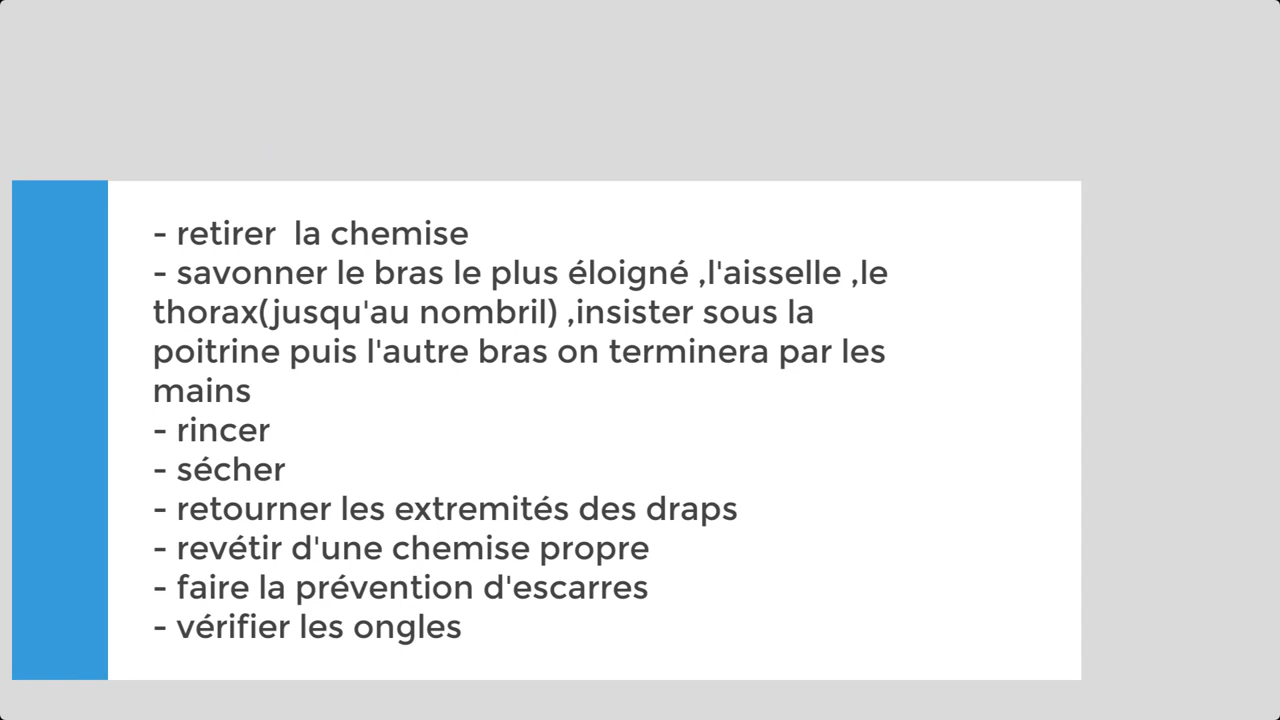 - retirer  la chemise
- savonner le bras le plus éloigné ,l'aisselle ,le
thorax(jusqu'au nombril) ,insister sous la
poitrine puis l'autre bras on terminera par les
mains
- rincer
- sécher
- retourner les extremités des draps
- revétir d'une chemise propre
- faire la prévention d'escarres
- vérifier les ongles